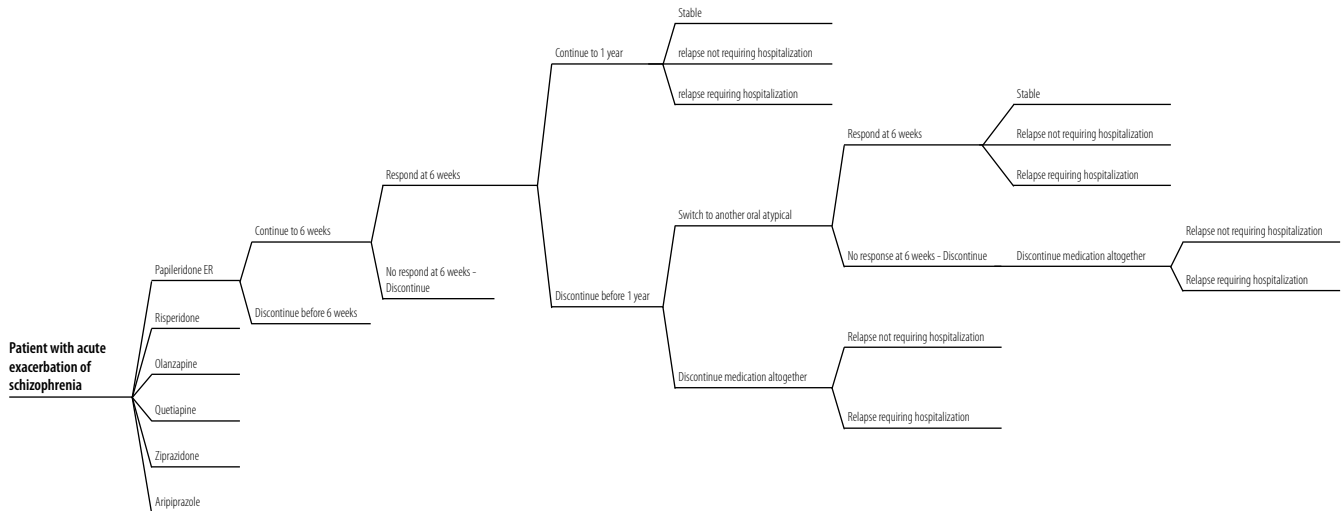 Stable
Continue to 1 year
relapse not requiring hospitalization
relapse requiring hospitalization
Stable
Respond at 6 weeks
Relapse not requiring hospitalization
Relapse requiring hospitalization
Respond at 6 weeks
Switch to another oral atypical
Continue to 6 weeks
Relapse not requiring hospitalization
No response at 6 weeks - Discontinue
Discontinue medication altogether
Papileridone ER
No respond at 6 weeks -
Discontinue
Relapse requiring hospitalization
Discontinue before 1 year
Discontinue before 6 weeks
Risperidone
Relapse not requiring hospitalization
Patient with acute
exacerbation of
schizophrenia
Olanzapine
Discontinue medication altogether
Quetiapine
Relapse requiring hospitalization
Ziprazidone
Aripiprazole